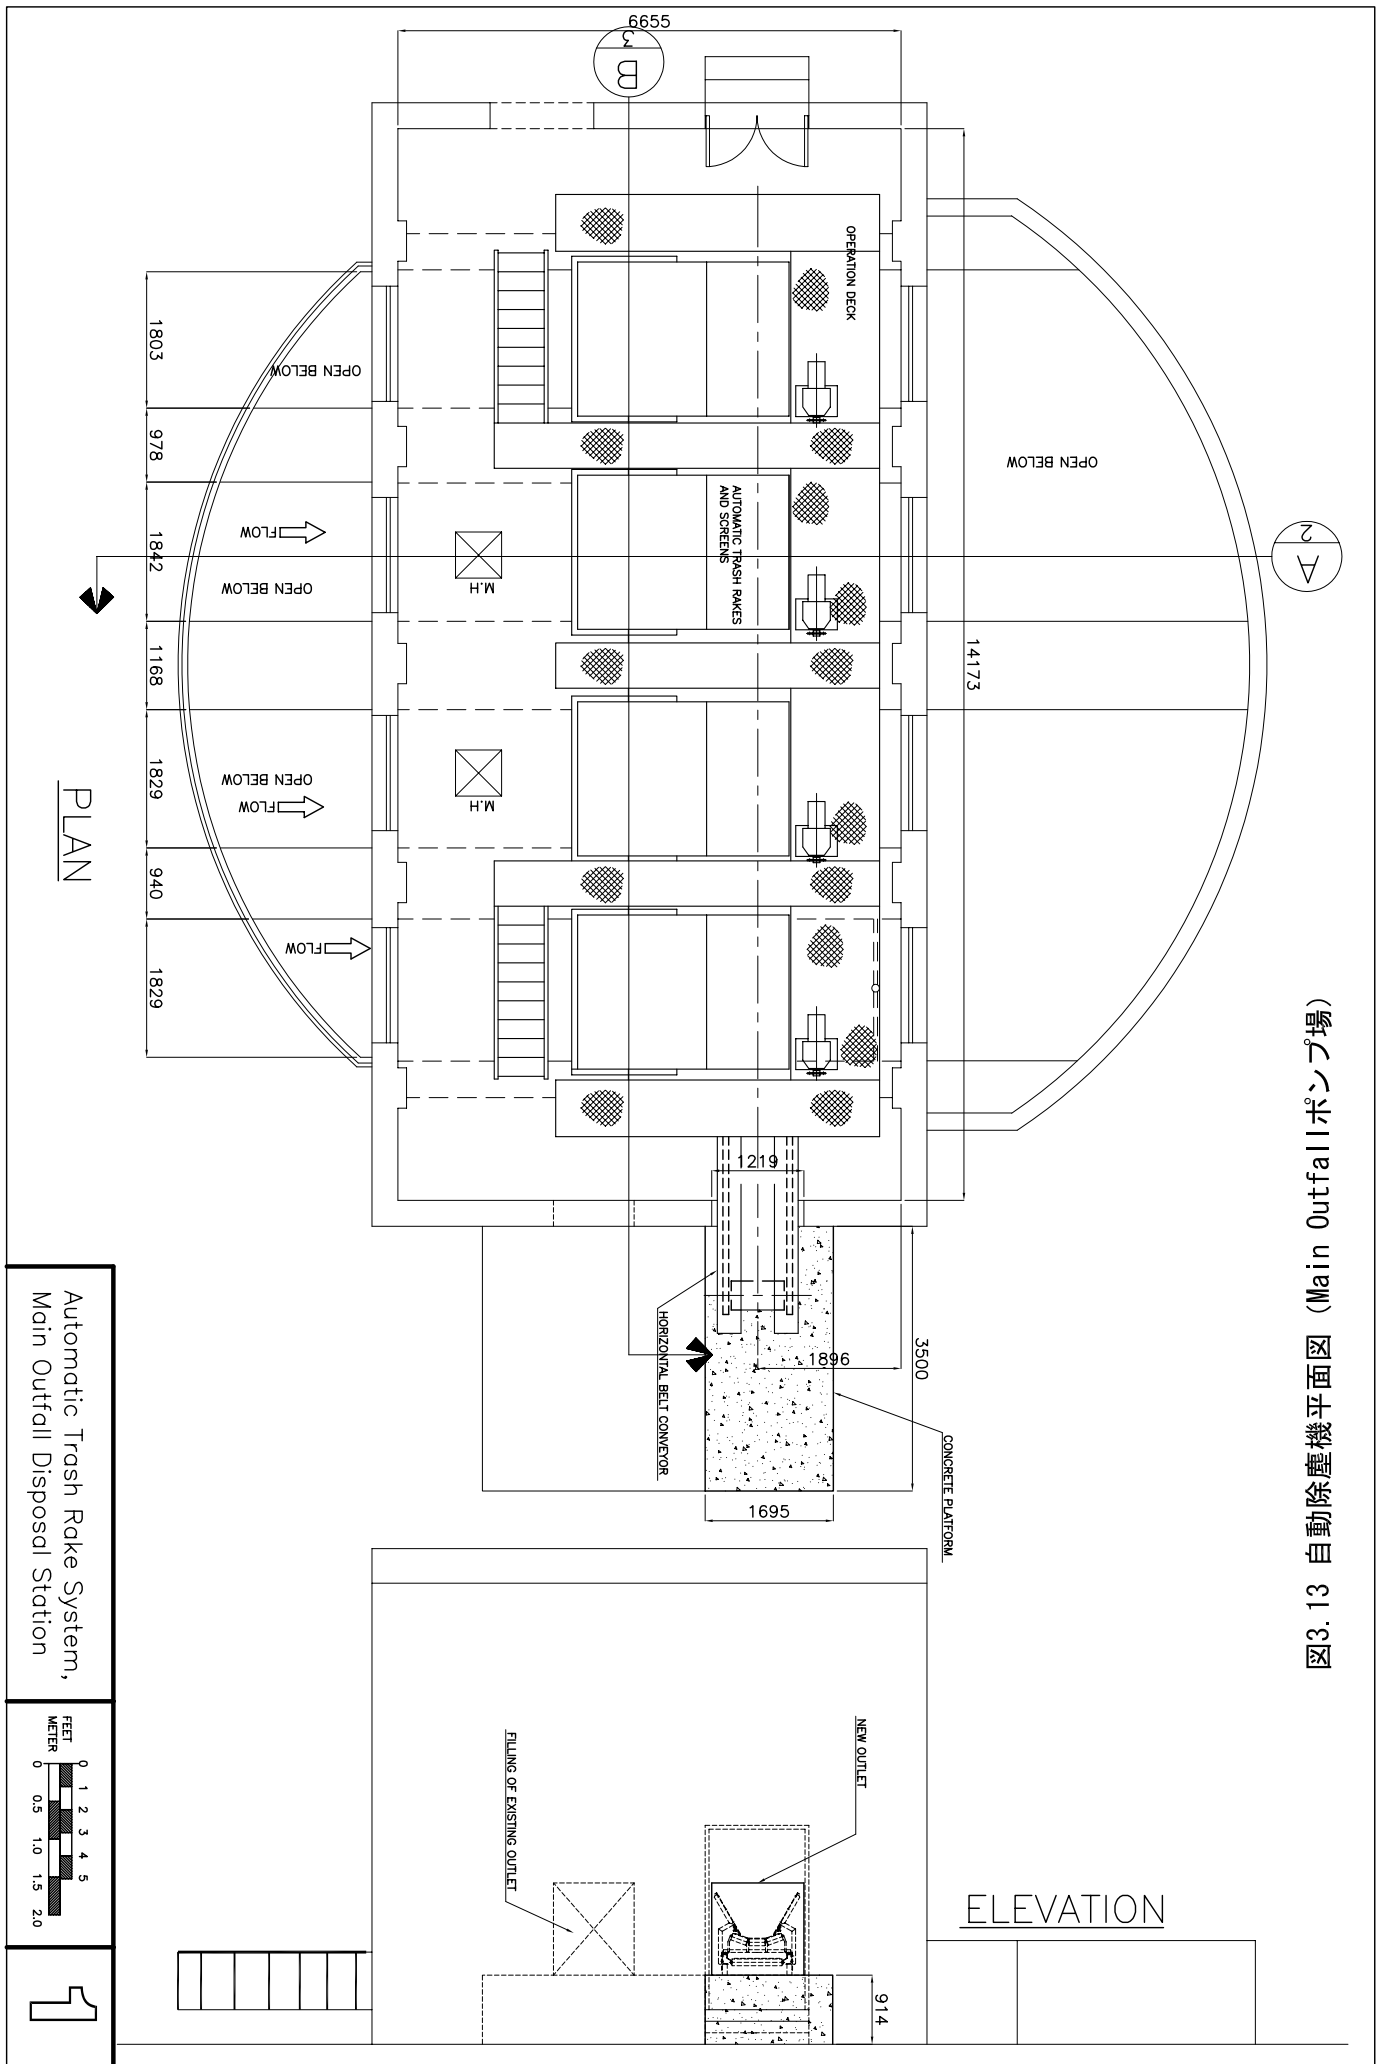 図3.13 自動除塵機平面図 (Main Outfallポンプ場)
6655
3
B
14173
OPERATION DECK
OPEN BELOW
A
2
AUTOMATIC TRASH RAKES
AND SCREENS
M.H
M.H
OPEN BELOW
FLOW
OPEN BELOW
OPEN BELOW
FLOW
FLOW
1803
978
1842
1168
1829
940
1829
PLAN
1219
1896
3500
1695
HORIZONTAL BELT CONVEYOR
CONCRETE PLATFORM
NEW OUTLET
FILLING OF EXISTING OUTLET
914
ELEVATION
Automatic Trash Rake System,
Main Outfall Disposal Station
FEET
0 1 2 3 4 5
METER
0 0.5 1.0 1.5 2.0
1